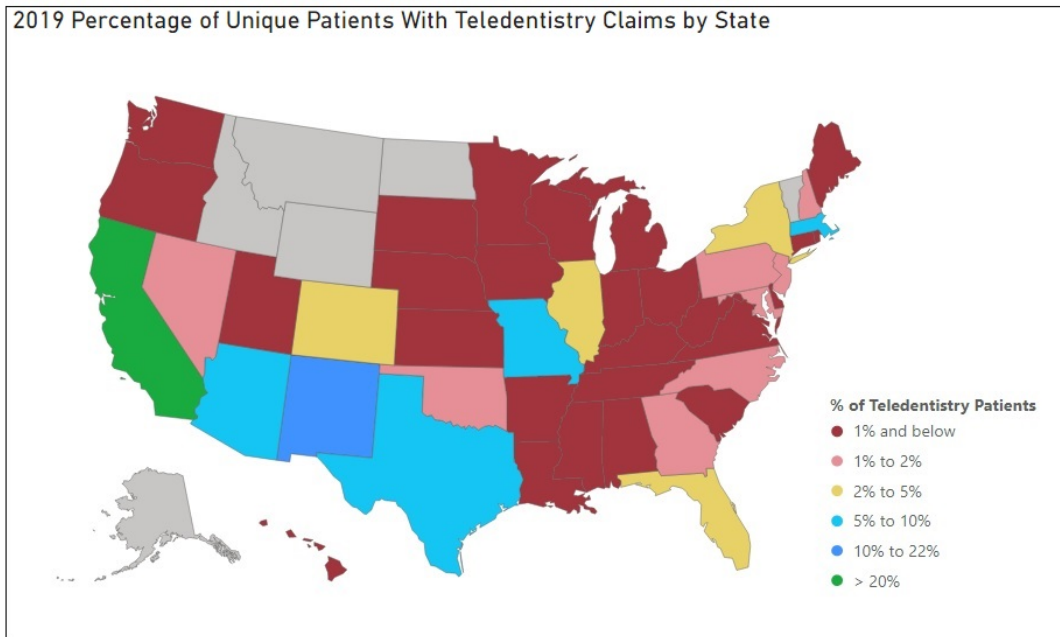 2019 Percentage of Unique Patients With Teledentistry Claims by State
% of Teledentistry Patients
1% and below
1% to 2%
2% to 5%
5% to 10%
10% to 22%
> 20%